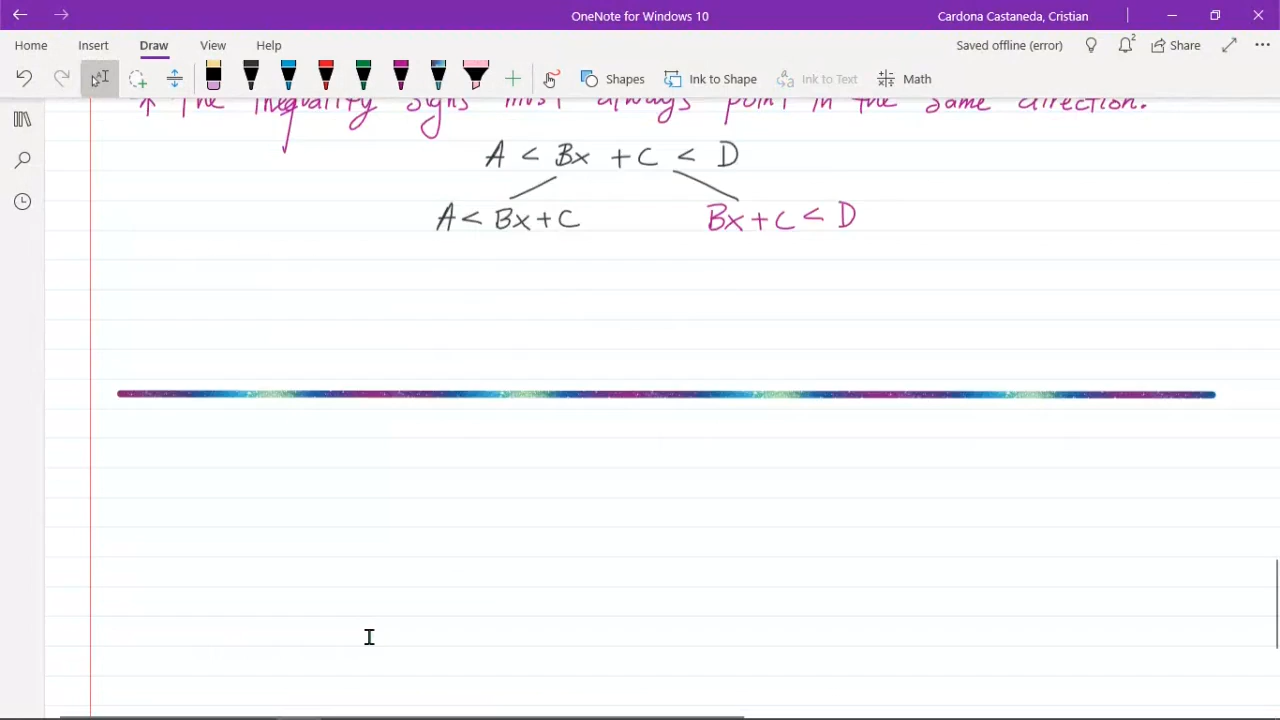 OneNote for Windows 10
Cardona Castaneda, Cristian
Home Insert Draw View Help
Saved offline (error)
2
Share
Shapes
Ink to Shape
Ink to Text
Math
* The inequality signs must always point in the same direction.
A < Bx + C < D
A < Bx + C
Bx + C < D